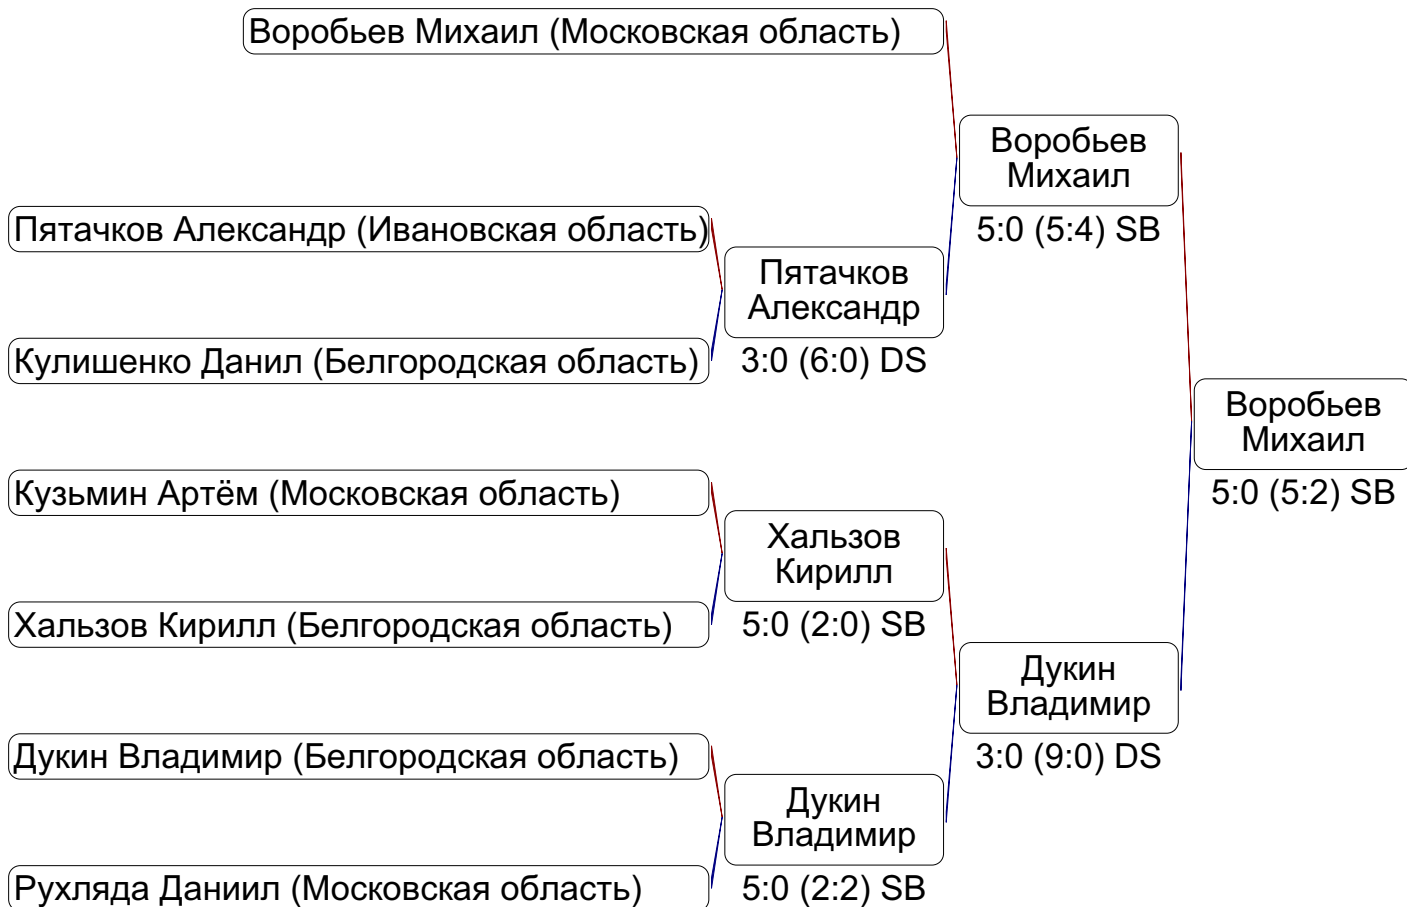 Воробьев Михаил (Московская область)
Воробьев
Михаил
5:0 (5:4) SB
Пятачков Александр (Ивановская область)
Пятачков
Александр
3:0 (6:0) DS
Кулишенко Данил (Белгородская область)
Воробьев
Михаил
5:0 (5:2) SB
Кузьмин Артём (Московская область)
Хальзов
Кирилл
5:0 (2:0) SB
Хальзов Кирилл (Белгородская область)
Дукин
Владимир
3:0 (9:0) DS
Дукин Владимир (Белгородская область)
Дукин
Владимир
5:0 (2:2) SB
Рухляда Даниил (Московская область)